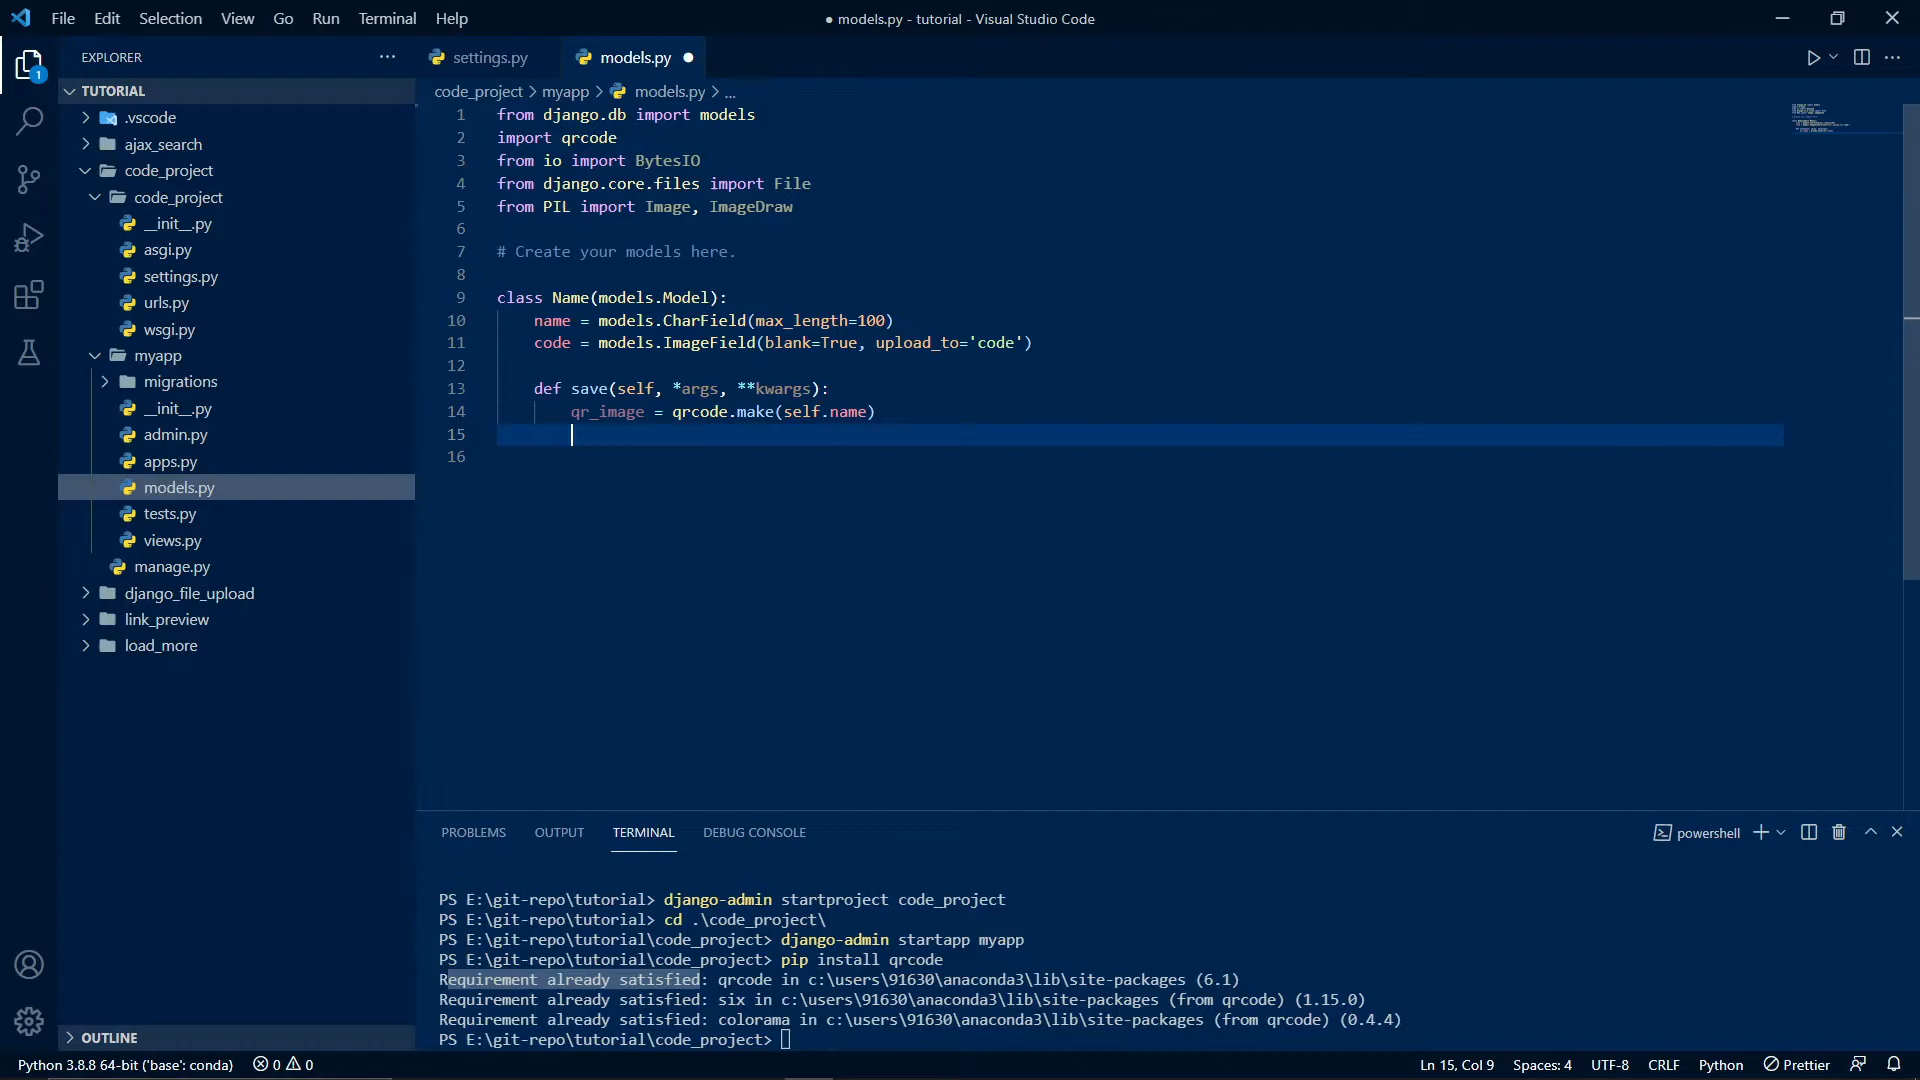 File Edit Selection View Go Run Terminal Help
● models.py - tutorial - Visual Studio Code
EXPLORER
1
TUTORIAL
.vscode
ajax_search
code_project
code_project
__init__.py
asgi.py
settings.py
urls.py
wsgi.py
myapp
migrations
__init__.py
admin.py
apps.py
models.py
tests.py
views.py
manage.py
django_file_upload
link_preview
load_more
OUTLINE
settings.py
models.py ●
code_project > myapp > models.py > ...
1 from django.db import models
2 import qrcode
3 from io import BytesIO
4 from django.core.files import File
5 from PIL import Image, ImageDraw
6
7 # Create your models here.
8
9 class Name(models.Model):
10 name = models.CharField(max_length=100)
11 code = models.ImageField(blank=True, upload_to='code')
12
13 def save(self, *args, **kwargs):
14 qr_image = qrcode.make(self.name)
15
16
PROBLEMS OUTPUT TERMINAL DEBUG CONSOLE
powershell
PS E:\git-repo\tutorial> django-admin startproject code_project
PS E:\git-repo\tutorial> cd .\code_project\
PS E:\git-repo\tutorial\code_project> django-admin startapp myapp
PS E:\git-repo\tutorial\code_project> pip install qrcode
Requirement already satisfied: qrcode in c:\users\91630\anaconda3\lib\site-packages (6.1)
Requirement already satisfied: six in c:\users\91630\anaconda3\lib\site-packages (from qrcode) (1.15.0)
Requirement already satisfied: colorama in c:\users\91630\anaconda3\lib\site-packages (from qrcode) (0.4.4)
PS E:\git-repo\tutorial\code_project>
Python 3.8.8 64-bit ('base': conda) 0 0
Ln 15, Col 9 Spaces: 4 UTF-8 CRLF Python Prettier